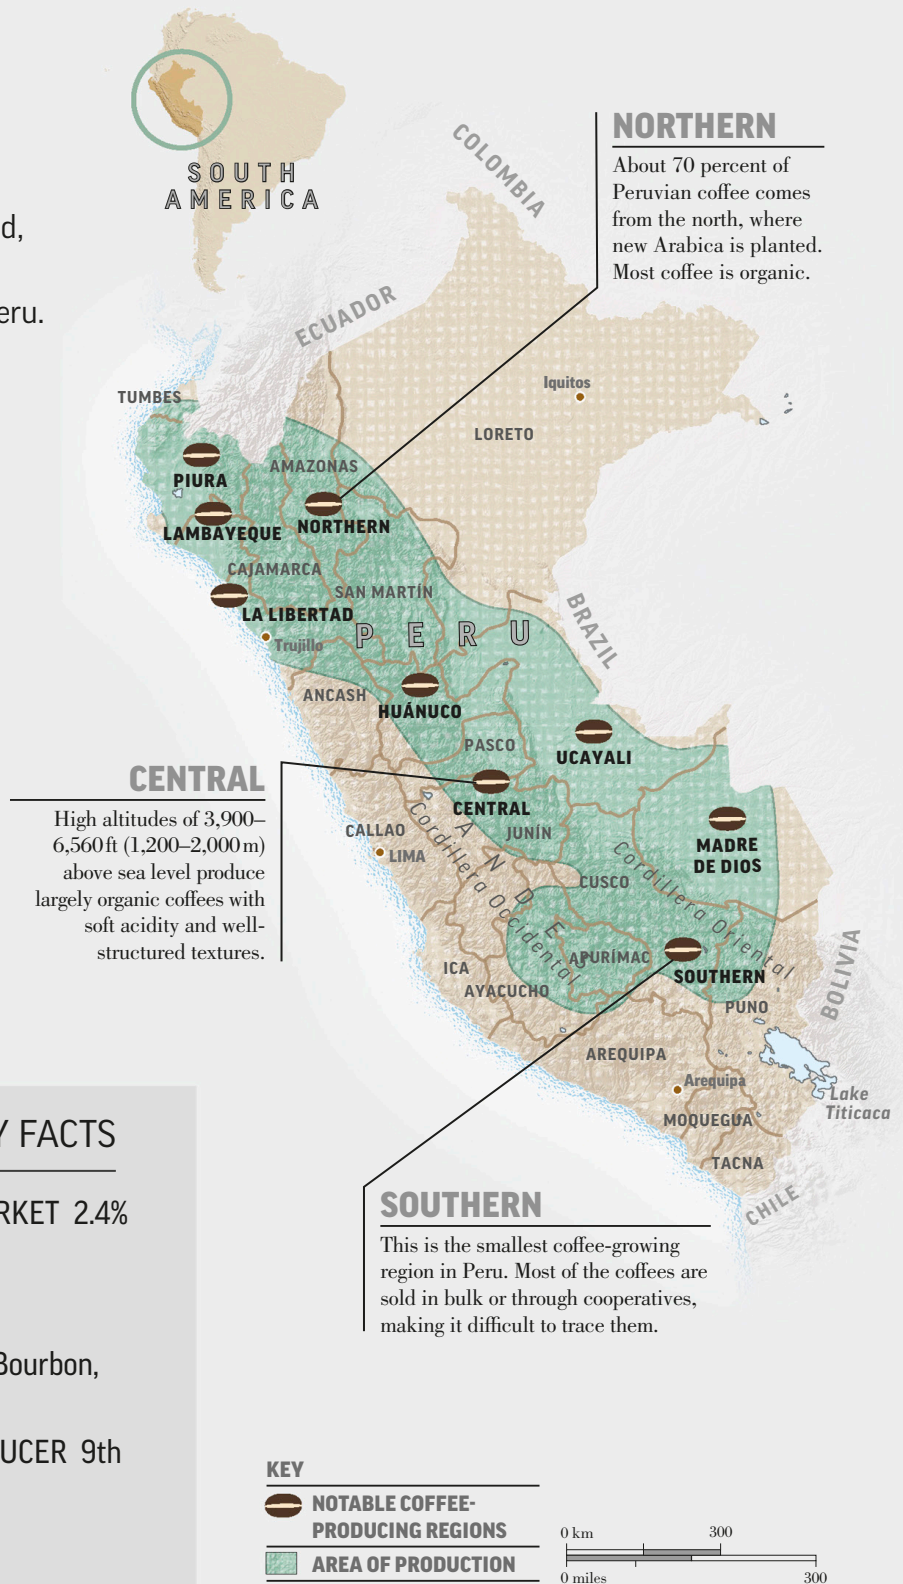 SOUTH
AMERICA
d,
eru.
COLOMBIA
NORTHERN
About 70 percent of
Peruvian coffee comes
from the north, where
new Arabica is planted.
Most coffee is organic.
ECUADOR
Iquitos
TUMBES
LORETO
AMAZONAS
PIURA
NORTHERN
LAMBAYEQUE
CAJAMARCA
SAN MARTÍN
BRAZIL
LA LIBERTAD
PERU
Trujillo
ANCASH
HUÁNUCO
PASCO
UCAYALI
CENTRAL
High altitudes of 3,900–
6,560 ft (1,200–2,000 m)
above sea level produce
largely organic coffees with
soft acidity and well-
structured textures.
CENTRAL
CALLAO
JUNÍN
LIMA
MADRE
DE DIOS
ANDES
Cordillera Occidental
Cordillera Oriental
CUSCO
APURÍMAC
ICA
SOUTHERN
AYACUCHO
PUNO
BOLIVIA
AREQUIPA
Arequipa
Lake
Titicaca
MOQUEGUA
TACNA
CHILE
Y FACTS
RKET 2.4%
Bourbon,
UCER 9th
SOUTHERN
This is the smallest coffee-growing
region in Peru. Most of the coffees are
sold in bulk or through cooperatives,
making it difficult to trace them.
KEY
NOTABLE COFFEE-
PRODUCING REGIONS
AREA OF PRODUCTION
0 km 300
0 miles 300